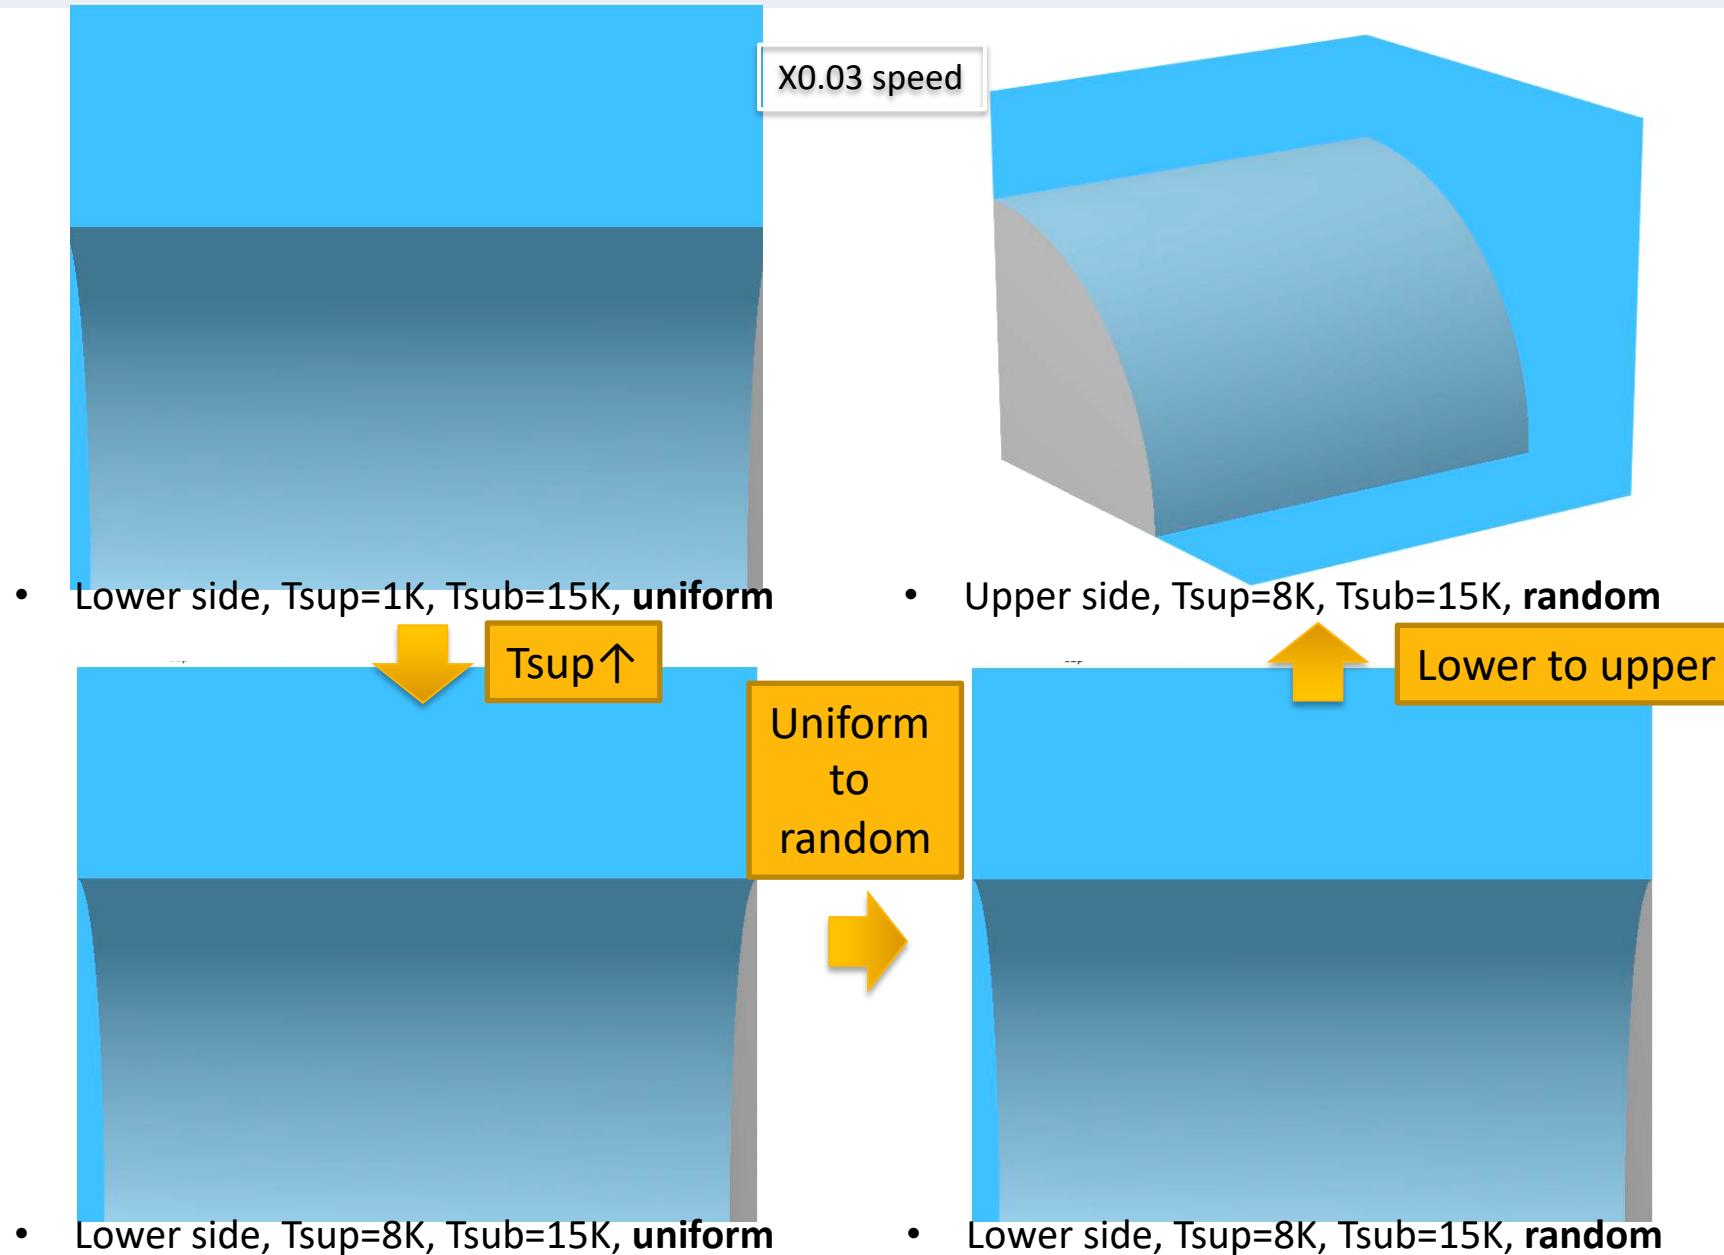 X0.03 speed
• Lower side, Tsup=1K, Tsub=15K, uniform
• Upper side, Tsup=8K, Tsub=15K, random
Tsup↑
Lower to upper
Uniform
to
random
• Lower side, Tsup=8K, Tsub=15K, uniform
• Lower side, Tsup=8K, Tsub=15K, random